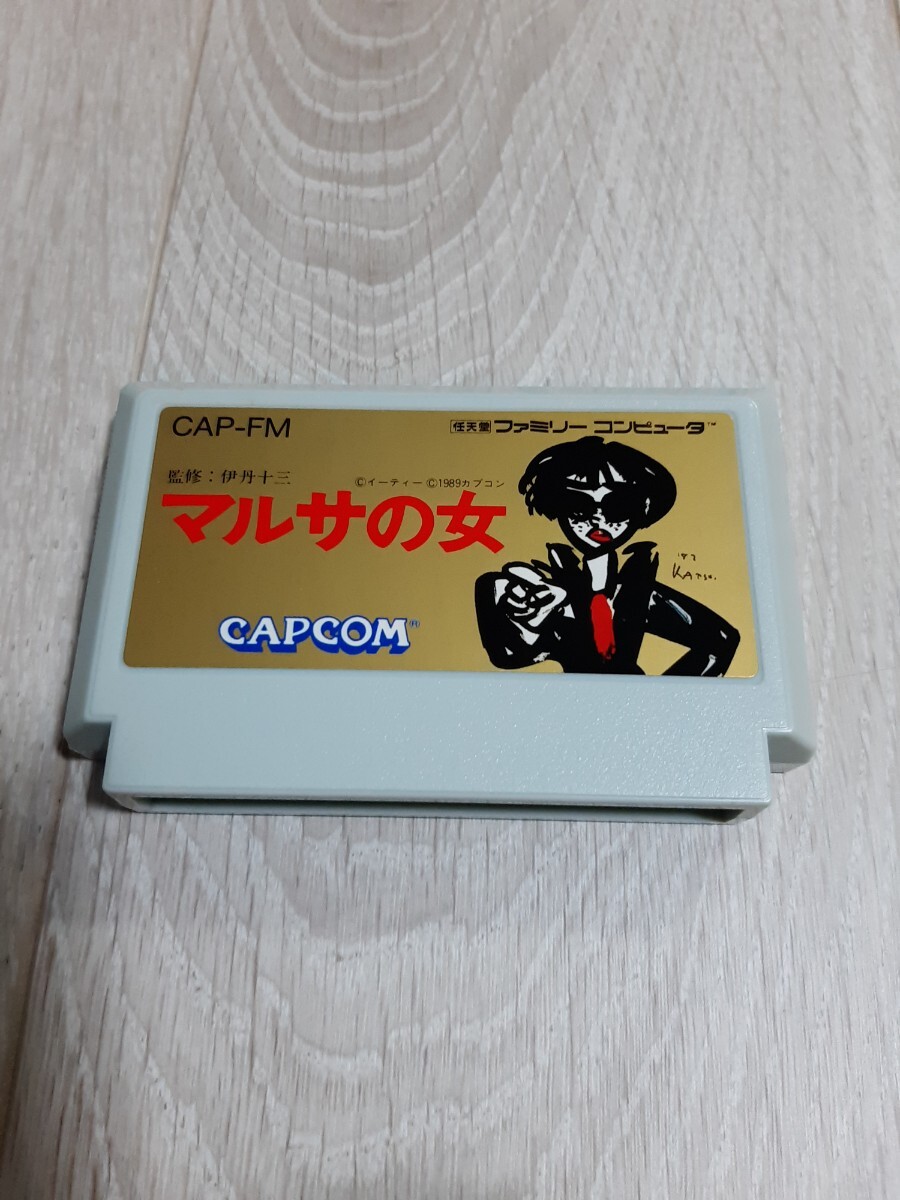 CAP-FM
任天堂 ファミリー コンピュータ™
監修：伊丹十三
©イーティー ©1989カプコン
マルサの女
CAPCOM®
'87